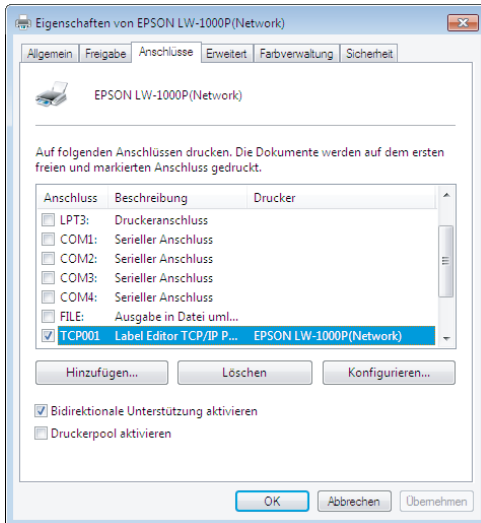 Eigenschaften von EPSON LW-1000P(Network)
Allgemein Freigabe Anschlüsse Erweitert Farbverwaltung Sicherheit
EPSON LW-1000P(Network)
Auf folgenden Anschlüssen drucken. Die Dokumente werden auf dem ersten
freien und markierten Anschluss gedruckt.
Anschluss Beschreibung Drucker
LPT3: Druckeranschluss
COM1: Serieller Anschluss
COM2: Serieller Anschluss
COM3: Serieller Anschluss
COM4: Serieller Anschluss
FILE: Ausgabe in Datei uml...
TCP001 Label Editor TCP/IP P... EPSON LW-1000P(Network)
Hinzufügen... Löschen Konfigurieren...
Bidirektionale Unterstützung aktivieren
Druckerpool aktivieren
OK Abbrechen Übernehmen